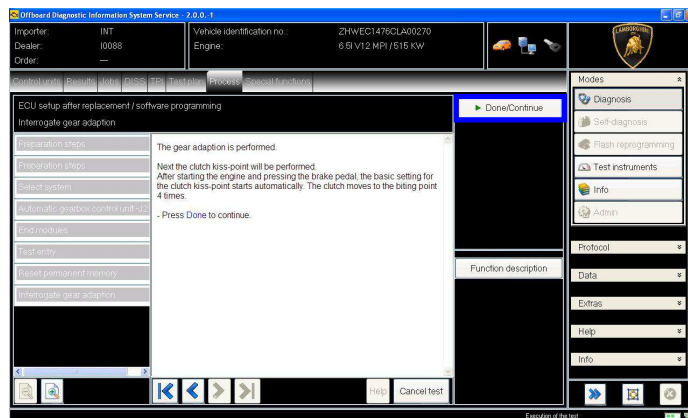 Offboard Diagnostic Information System Service - 2.0.0.-1
Importer: INT
Dealer: I0088
Order: —
Vehicle identification no.: ZHWEC1476CLA00270
Engine: 6.5l V12 MPI / 515 KW
LAMBORGHINI
Control units Results Jobs DISS TPI Test plan Process Special functions
ECU setup after replacement / software programming
Interrogate gear adaption
Done/Continue
Preparation steps
Preparation steps
Select system
Automatic gearbox control unit -J2
End modules
Test entry
Reset permanent memory
Interrogate gear adaption
The gear adaption is performed.
Next the clutch kiss-point will be performed.
After starting the engine and pressing the brake pedal, the basic setting for
the clutch kiss-point starts automatically. The clutch moves to the biting point
4 times.
- Press Done to continue.
Function description
Help
Cancel test
Modes
Diagnosis
Self-diagnosis
Flash reprogramming
Test instruments
Info
Admin
Protocol
Data
Extras
Help
Info
Execution of the test